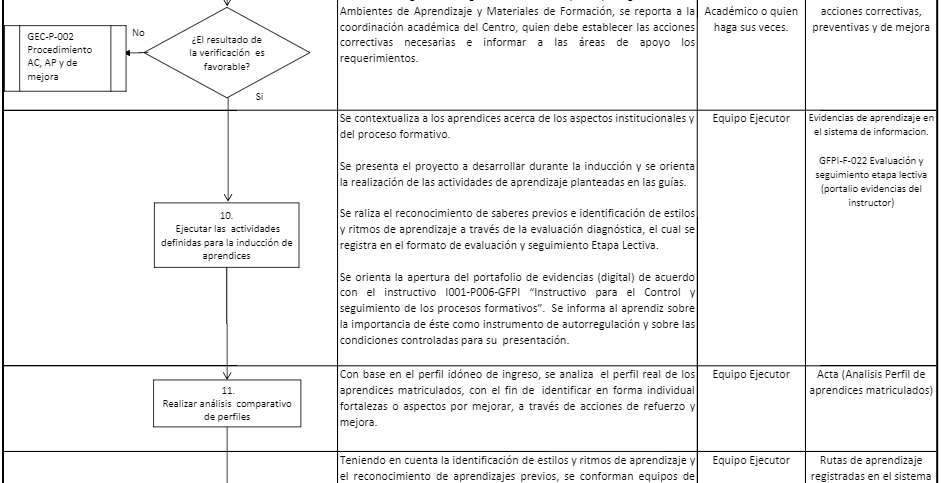 Ambientes de Aprendizaje y Materiales de Formación, se reporta a la
coordinación académica del Centro, quien debe establecer las acciones
correctivas necesarias e informar a las áreas de apoyo los
requerimientos.
Académico o quien
haga sus veces.
acciones correctivas,
preventivas y de mejora
GEC-P-002
Procedimiento
AC, AP y de
mejora
No
¿El resultado de
la verificación es
favorable?
Si
10.
Ejecutar las actividades
definidas para la inducción de
aprendices
Se contextualiza a los aprendices acerca de los aspectos institucionales y
del proceso formativo.
Se presenta el proyecto a desarrollar durante la inducción y se orienta
la realización de las actividades de aprendizaje planteadas en las guías.
Se raliza el reconocimiento de saberes previos e identificación de estilos
y ritmos de aprendizaje a través de la evaluación diagnóstica, el cual se
registra en el formato de evaluación y seguimiento Etapa Lectiva.
Se orienta la apertura del portafolio de evidencias (digital) de acuerdo
con el instructivo I001-P006-GFPI “Instructivo para el Control y
seguimiento de los procesos formativos”. Se informa al aprendiz sobre
la importancia de éste como instrumento de autorregulación y sobre las
condiciones controladas para su presentación.
Equipo Ejecutor
Evidencias de aprendizaje en
el sistema de informacion.
GFPI-F-022 Evaluación y
seguimiento etapa lectiva
(portalio evidencias del
instructor)
11.
Realizar análisis comparativo
de perfiles
Con base en el perfil idóneo de ingreso, se analiza el perfil real de los
aprendices matriculados, con el fin de identificar en forma individual
fortalezas o aspectos por mejorar, a través de acciones de refuerzo y
mejora.
Equipo Ejecutor
Acta (Analisis Perfil de
aprendices matriculados)
Teniendo en cuenta la identificación de estilos y ritmos de aprendizaje y
el reconocimiento de aprendizajes previos, se conforman equipos de
Equipo Ejecutor
Rutas de aprendizaje
registradas en el sistema